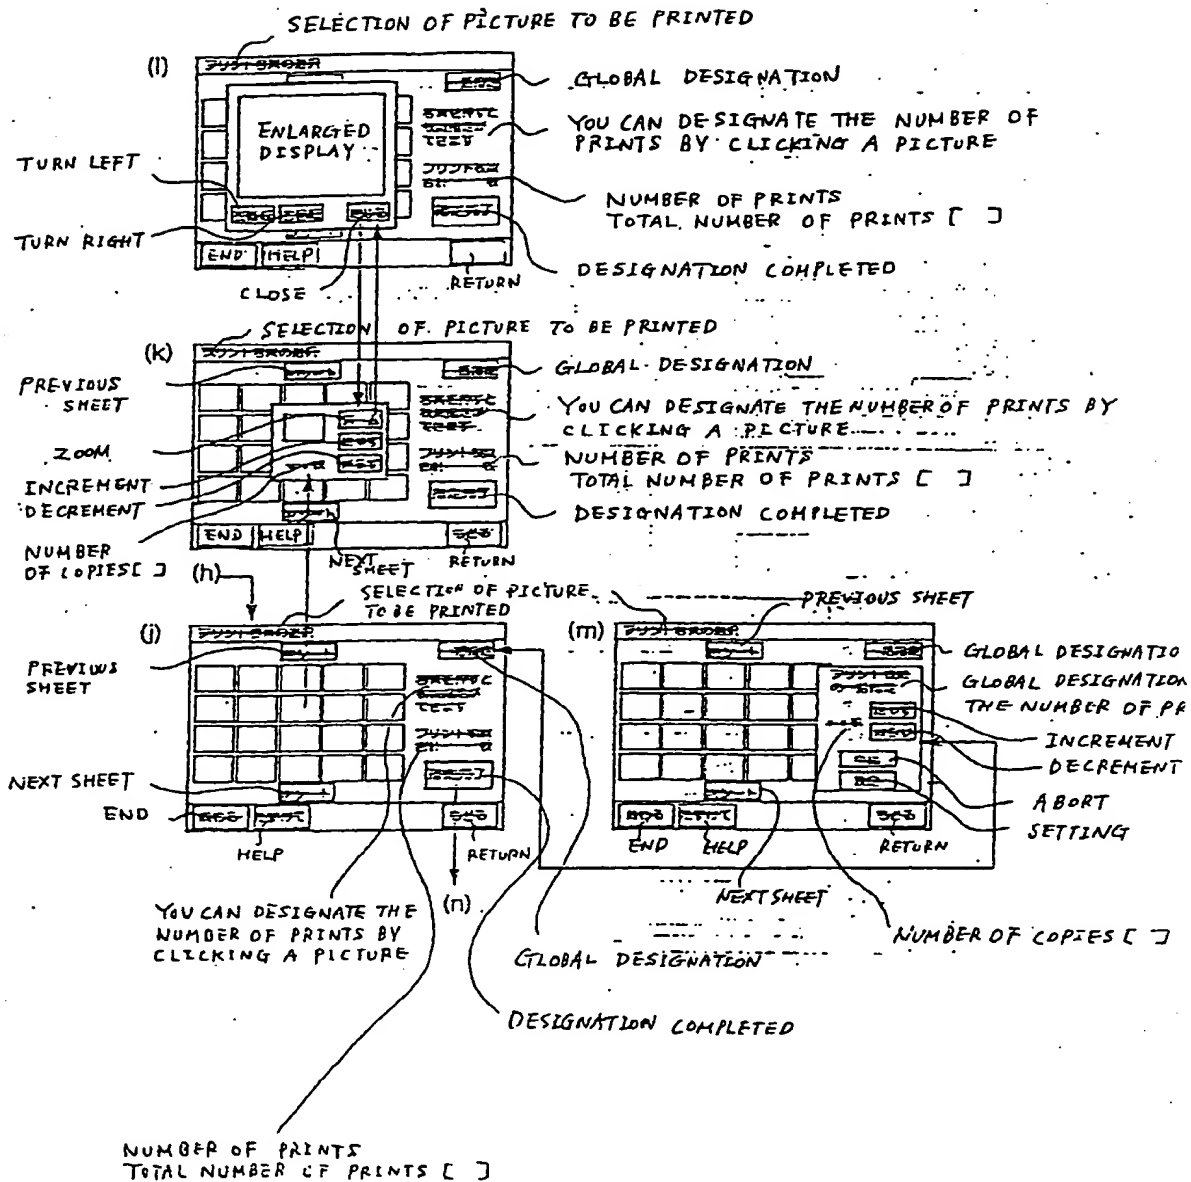 SELECTION OF PICTURE TO BE PRINTED
(l)
GLOBAL DESIGNATION
ENLARGED
DISPLAY
YOU CAN DESIGNATE THE NUMBER OF
PRINTS BY CLICKING A PICTURE
TURN LEFT
NUMBER OF PRINTS
TOTAL NUMBER OF PRINTS [ ]
TURN RIGHT
END HELP
DESIGNATION COMPLETED
CLOSE
RETURN
SELECTION OF PICTURE TO BE PRINTED
(k)
GLOBAL DESIGNATION
PREVIOUS
SHEET
YOU CAN DESIGNATE THE NUMBER OF PRINTS BY
CLICKING A PICTURE
ZOOM
NUMBER OF PRINTS
TOTAL NUMBER OF PRINTS [ ]
INCREMENT
DECREMENT
DESIGNATION COMPLETED
END HELP
NUMBER
OF COPIES [ ]
NEXT
SHEET
RETURN
(h)
SELECTION OF PICTURE
TO BE PRINTED
PREVIOUS SHEET
(j)
(m)
PREVIOUS
SHEET
GLOBAL DESIGNATIO
GLOBAL DESIGNATION
THE NUMBER OF PR
INCREMENT
DECREMENT
NEXT SHEET
ABORT
END
SETTING
HELP
RETURN
END
HELP
RETURN
(n)
NEXT SHEET
YOU CAN DESIGNATE THE
NUMBER OF PRINTS BY
CLICKING A PICTURE
NUMBER OF COPIES [ ]
GLOBAL DESIGNATION
DESIGNATION COMPLETED
NUMBER OF PRINTS
TOTAL NUMBER OF PRINTS [ ]